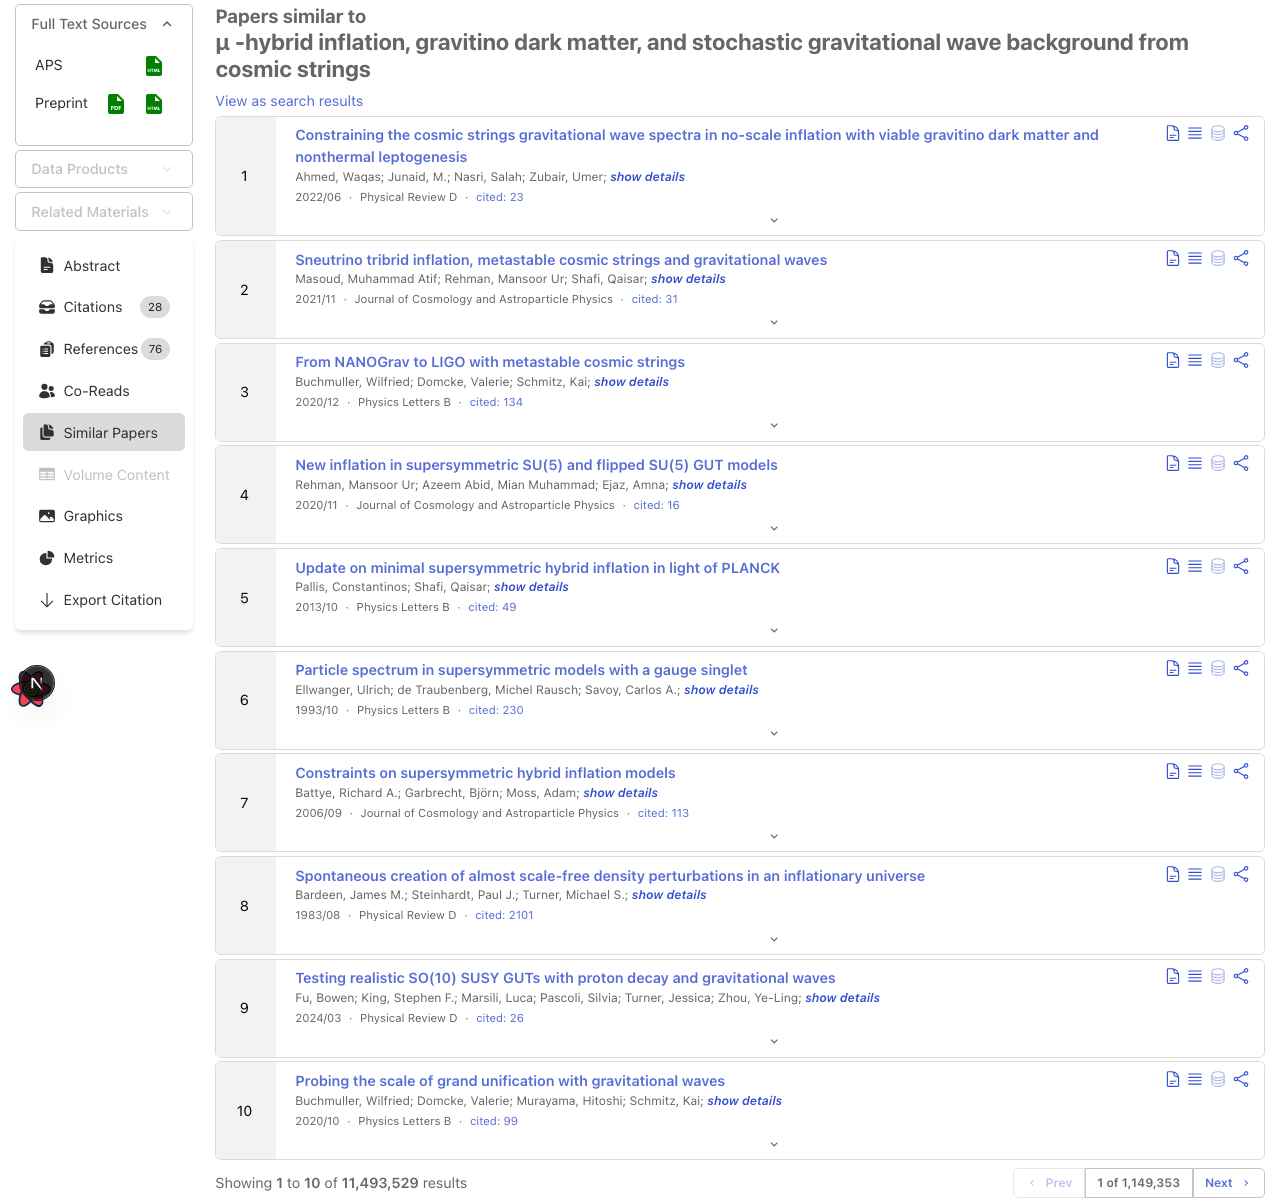 Full Text Sources
APS
HTML
Preprint
PDF
HTML
Data Products
Related Materials
Abstract
Citations 28
References 76
Co-Reads
Similar Papers
Volume Content
Graphics
Metrics
Export Citation
N
Papers similar to
μ -hybrid inflation, gravitino dark matter, and stochastic gravitational wave background from
cosmic strings
View as search results
1
Constraining the cosmic strings gravitational wave spectra in no-scale inflation with viable gravitino dark matter and
nonthermal leptogenesis
Ahmed, Waqas; Junaid, M.; Nasri, Salah; Zubair, Umer; show details
2022/06 · Physical Review D · cited: 23
2
Sneutrino tribrid inflation, metastable cosmic strings and gravitational waves
Masoud, Muhammad Atif; Rehman, Mansoor Ur; Shafi, Qaisar; show details
2021/11 · Journal of Cosmology and Astroparticle Physics · cited: 31
3
From NANOGrav to LIGO with metastable cosmic strings
Buchmuller, Wilfried; Domcke, Valerie; Schmitz, Kai; show details
2020/12 · Physics Letters B · cited: 134
4
New inflation in supersymmetric SU(5) and flipped SU(5) GUT models
Rehman, Mansoor Ur; Azeem Abid, Mian Muhammad; Ejaz, Amna; show details
2020/11 · Journal of Cosmology and Astroparticle Physics · cited: 16
5
Update on minimal supersymmetric hybrid inflation in light of PLANCK
Pallis, Constantinos; Shafi, Qaisar; show details
2013/10 · Physics Letters B · cited: 49
6
Particle spectrum in supersymmetric models with a gauge singlet
Ellwanger, Ulrich; de Traubenberg, Michel Rausch; Savoy, Carlos A.; show details
1993/10 · Physics Letters B · cited: 230
7
Constraints on supersymmetric hybrid inflation models
Battye, Richard A.; Garbrecht, Björn; Moss, Adam; show details
2006/09 · Journal of Cosmology and Astroparticle Physics · cited: 113
8
Spontaneous creation of almost scale-free density perturbations in an inflationary universe
Bardeen, James M.; Steinhardt, Paul J.; Turner, Michael S.; show details
1983/08 · Physical Review D · cited: 2101
9
Testing realistic SO(10) SUSY GUTs with proton decay and gravitational waves
Fu, Bowen; King, Stephen F.; Marsili, Luca; Pascoli, Silvia; Turner, Jessica; Zhou, Ye-Ling; show details
2024/03 · Physical Review D · cited: 26
10
Probing the scale of grand unification with gravitational waves
Buchmuller, Wilfried; Domcke, Valerie; Murayama, Hitoshi; Schmitz, Kai; show details
2020/10 · Physics Letters B · cited: 99
Showing 1 to 10 of 11,493,529 results
Prev 1 of 1,149,353 Next